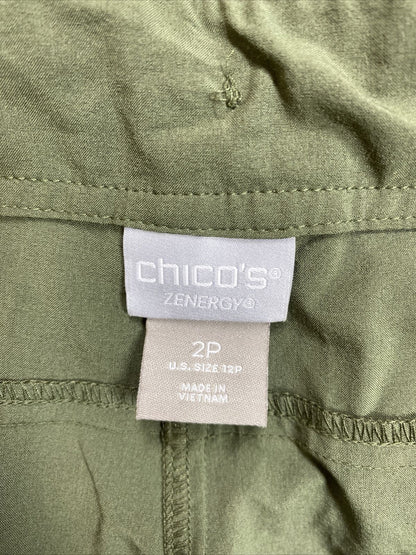 chico's®
ZENERGY®
2P
U.S. SIZE 12P
MADE IN
VIETNAM